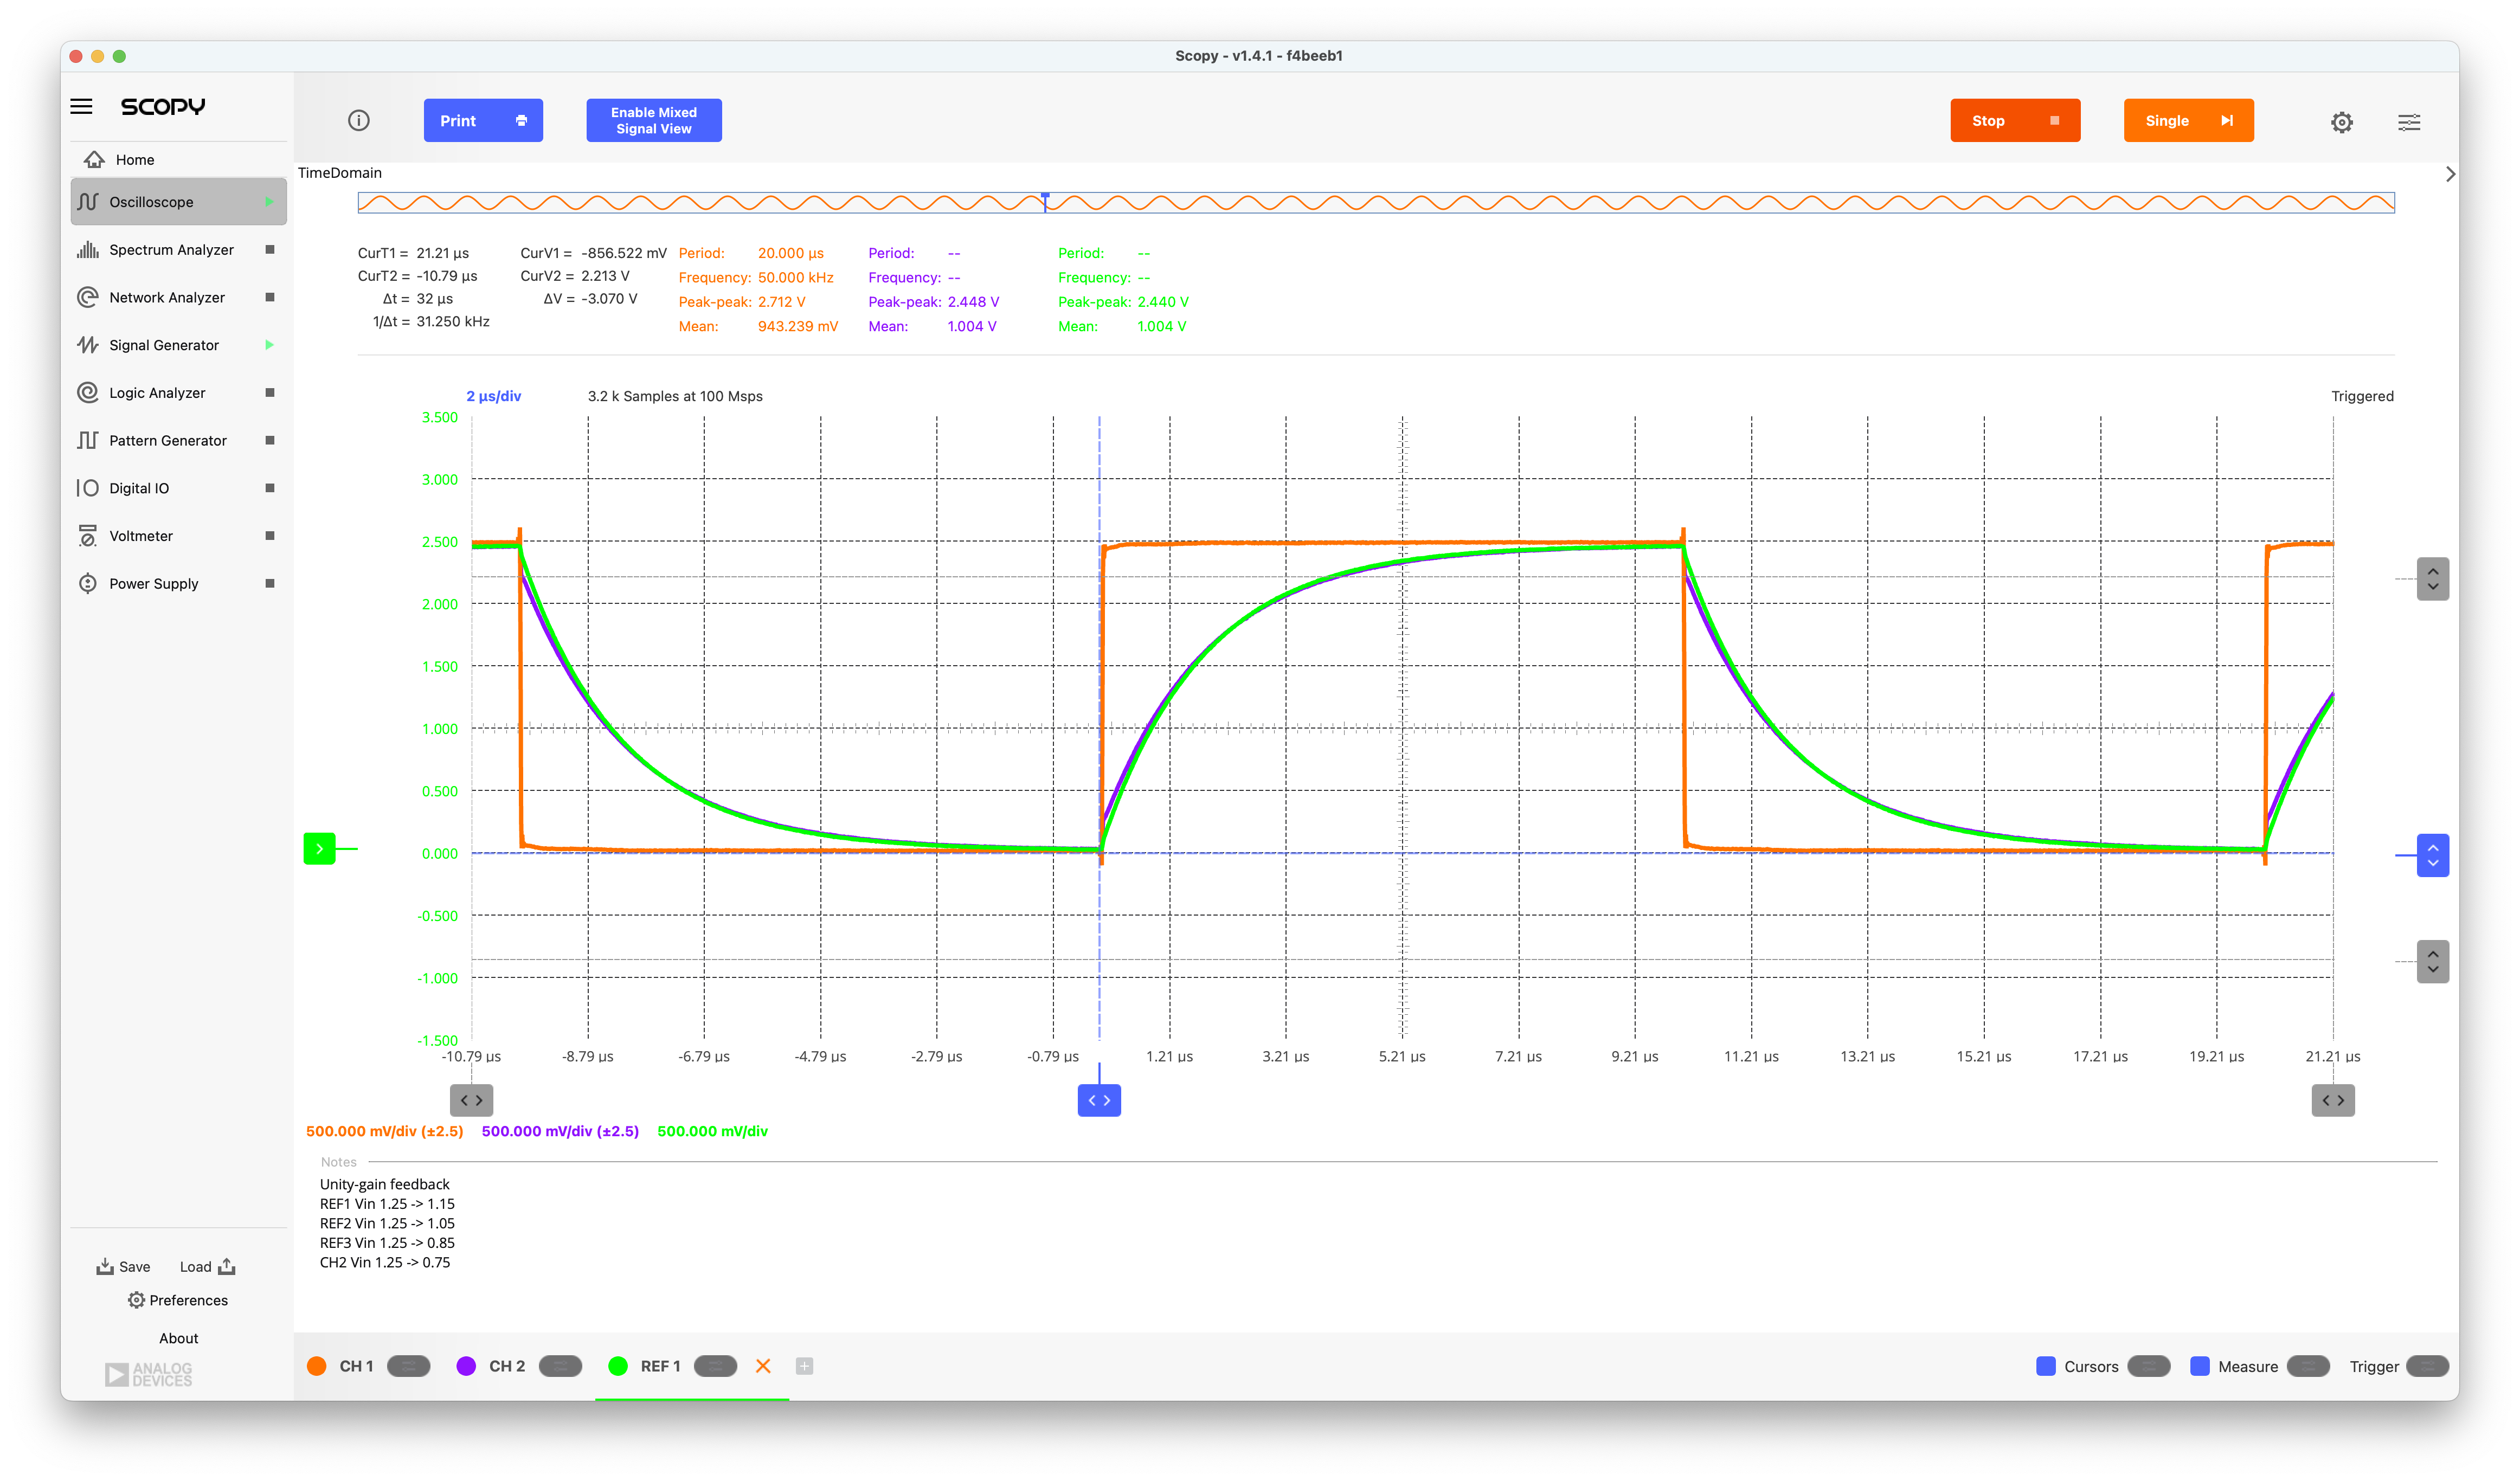 Scopy - v1.4.1 - f4beeb1
SCOPY
Print
Enable Mixed
Signal View
Stop
Single
Home
Oscilloscope
Spectrum Analyzer
Network Analyzer
Signal Generator
Logic Analyzer
Pattern Generator
Digital IO
Voltmeter
Power Supply
Save Load
Preferences
About
ANALOG
DEVICES
TimeDomain
CurT1 = 21.21 µs CurV1 = -856.522 mV Period: 20.000 µs Period: -- Period: --
CurT2 = -10.79 µs CurV2 = 2.213 V Frequency: 50.000 kHz Frequency: -- Frequency: --
Δt = 32 µs ΔV = -3.070 V Peak-peak: 2.712 V Peak-peak: 2.448 V Peak-peak: 2.440 V
1/Δt = 31.250 kHz Mean: 943.239 mV Mean: 1.004 V Mean: 1.004 V
2 µs/div 3.2 k Samples at 100 Msps Triggered
3.500
3.000
2.500
2.000
1.500
1.000
0.500
0.000
-0.500
-1.000
-1.500
-10.79 µs -8.79 µs -6.79 µs -4.79 µs -2.79 µs -0.79 µs 1.21 µs 3.21 µs 5.21 µs 7.21 µs 9.21 µs 11.21 µs 13.21 µs 15.21 µs 17.21 µs 19.21 µs 21.21 µs
500.000 mV/div (±2.5) 500.000 mV/div (±2.5) 500.000 mV/div
Notes
Unity-gain feedback
REF1 Vin 1.25 -> 1.15
REF2 Vin 1.25 -> 1.05
REF3 Vin 1.25 -> 0.85
CH2 Vin 1.25 -> 0.75
CH 1 CH 2 REF 1 Cursors Measure Trigger